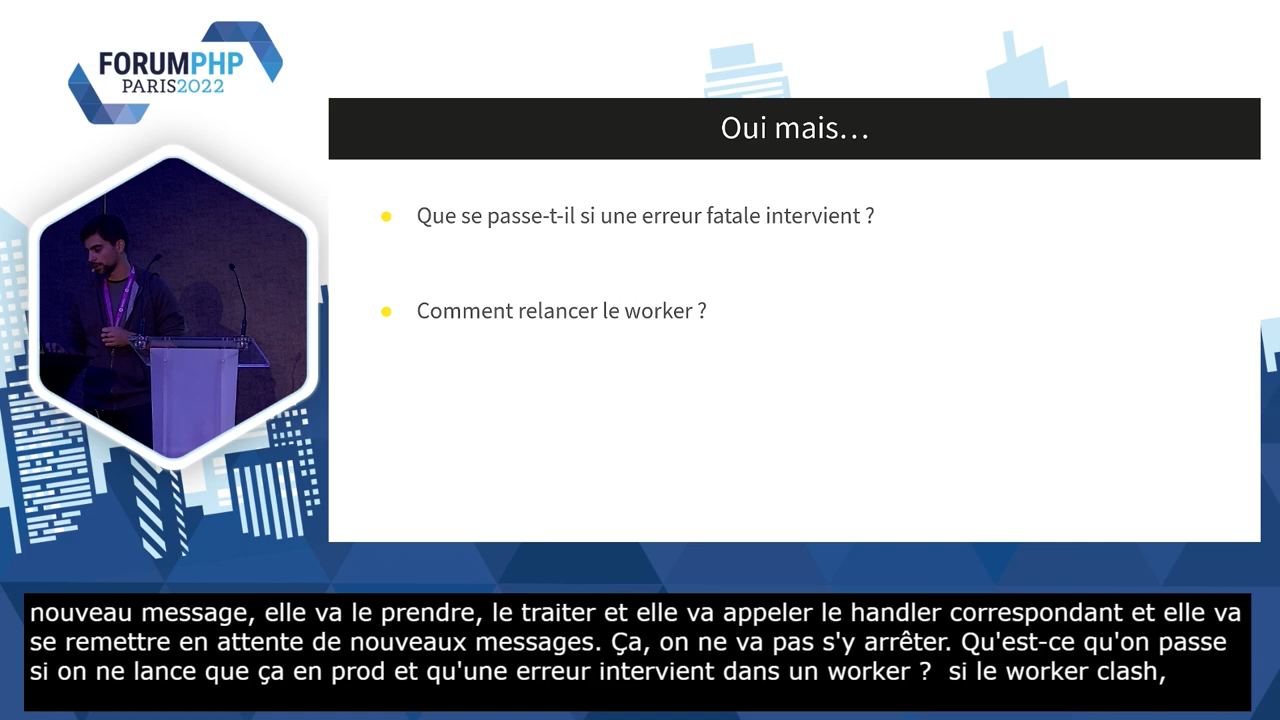 FORUMPHP
PARIS2022
Oui mais…
Que se passe-t-il si une erreur fatale intervient ?
Comment relancer le worker ?
nouveau message, elle va le prendre, le traiter et elle va appeler le handler correspondant et elle va
se remettre en attente de nouveaux messages. Ça, on ne va pas s'y arrêter. Qu'est-ce qu'on passe
si on ne lance que ça en prod et qu'une erreur intervient dans un worker ?  si le worker clash,